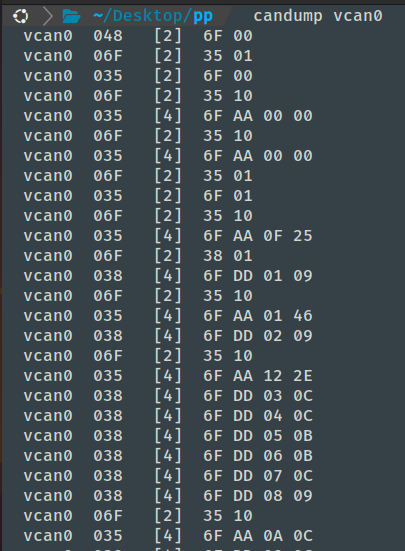 ~/Desktop/pp candump vcan0
vcan0 048 [2] 6F 00
vcan0 06F [2] 35 01
vcan0 035 [2] 6F 00
vcan0 06F [2] 35 10
vcan0 035 [4] 6F AA 00 00
vcan0 06F [2] 35 10
vcan0 035 [4] 6F AA 00 00
vcan0 06F [2] 35 01
vcan0 035 [2] 6F 01
vcan0 06F [2] 35 10
vcan0 035 [4] 6F AA 0F 25
vcan0 06F [2] 38 01
vcan0 038 [4] 6F DD 01 09
vcan0 06F [2] 35 10
vcan0 035 [4] 6F AA 01 46
vcan0 038 [4] 6F DD 02 09
vcan0 06F [2] 35 10
vcan0 035 [4] 6F AA 12 2E
vcan0 038 [4] 6F DD 03 0C
vcan0 038 [4] 6F DD 04 0C
vcan0 038 [4] 6F DD 05 0B
vcan0 038 [4] 6F DD 06 0B
vcan0 038 [4] 6F DD 07 0C
vcan0 038 [4] 6F DD 08 09
vcan0 06F [2] 35 10
vcan0 035 [4] 6F AA 0A 0C